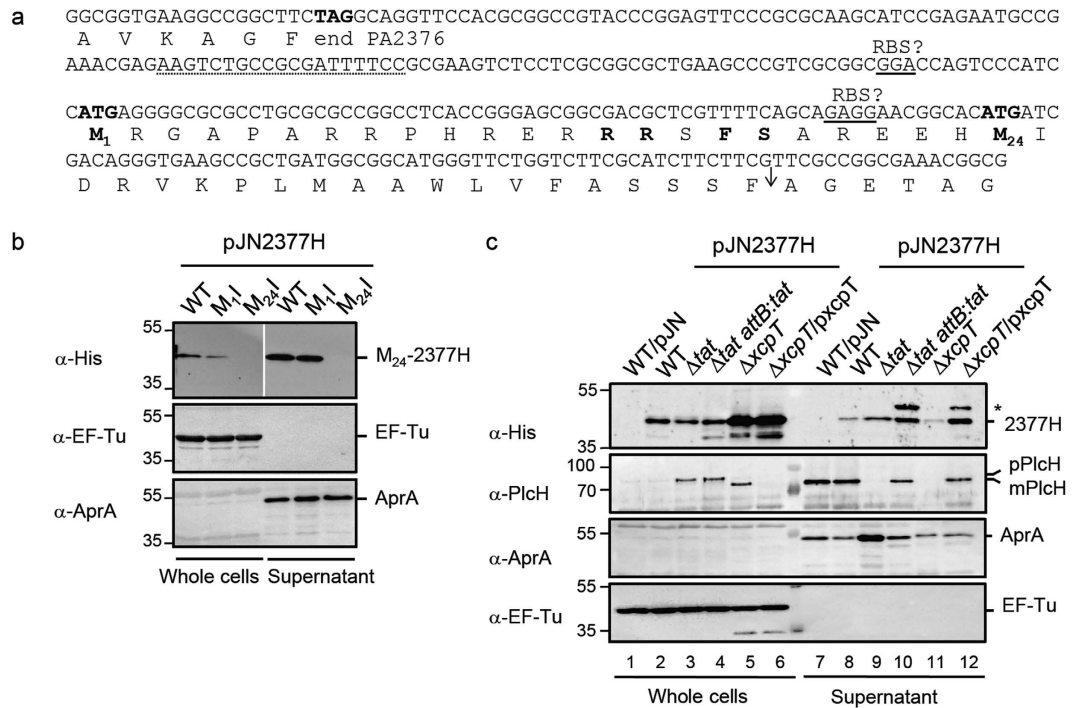 a
GGCGGTGAAGGCCGGCTTCTAGGGCAGGTTCCACGCGGCGTACCCGGAGTTCCGCGCAAGCATCCGAGAATGCCG
A V K A G F end PA2376
RBS?
AAACGAGAAGTCTGCCGCGATTTTCCGCGAAGTCTCCTCGCGGCGCTGAAGCCCGTCGCGGCGGACCAGTCCCATC
RBS?
CATGAGGGGCGCGCCTGCGCGCCGGCCTCACCGGGAGCGGCGACGCTCGTTTTCAGCAGAGGAACGGCACATGATC
M1 R G A P A R R P H R E R R R S F S A R E E H M24 I
GACAGGGTGAAGCCGCTGATGGCGGCATGGGTTCTGGTCTTCGCATCTTCTTCGTTCGCCGGCGAAACGGCG
D R V K P L M A A W L V F A S S S F↓A G E T A G
b
pJN2377H
WT M1I M24I WT M1I M24I
55
α-His
M24-2377H
35
55
α-EF-Tu
EF-Tu
35
55
α-AprA
AprA
35
Whole cells Supernatant
c
pJN2377H pJN2377H
WT/pJN WT Δtat Δtat attB:tat ΔxcpT ΔxcpT/pxcpT WT/pJN WT Δtat Δtat attB:tat ΔxcpT ΔxcpT/pxcpT
55
*
α-His
2377H
35
100
pPlcH
α-PlcH
mPlcH
70
55
AprA
α-AprA
55
α-EF-Tu
EF-Tu
35
1 2 3 4 5 6 7 8 9 10 11 12
Whole cells Supernatant